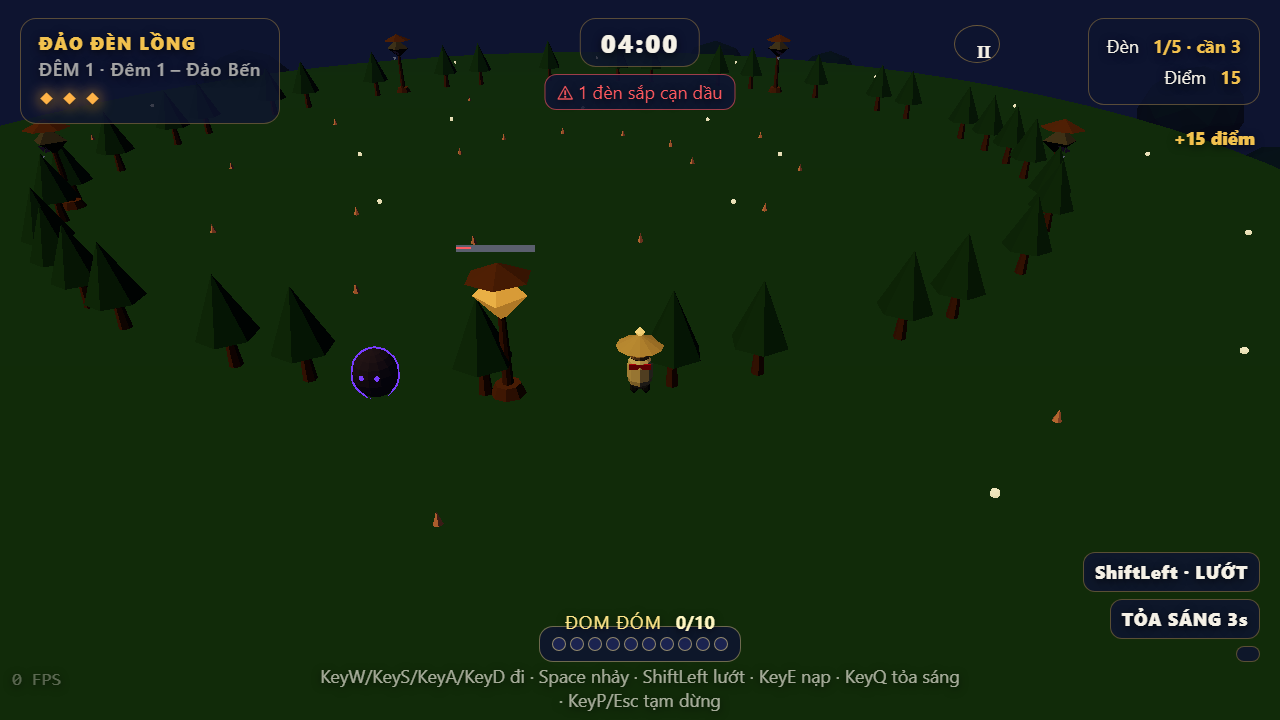 ĐẢO ĐÈN LỒNG
ĐÊM 1 · Đêm 1 – Đảo Bến
04:00
⚠ 1 đèn sắp cạn dầu
II
Đèn 1/5 · cần 3
Điểm 15
+15 điểm
ShiftLeft · LƯỚT
TỎA SÁNG 3s
ĐOM ĐÓM 0/10
KeyW/KeyS/KeyA/KeyD đi · Space nhảy · ShiftLeft lướt · KeyE nạp · KeyQ tỏa sáng
· KeyP/Esc tạm dừng
0 FPS